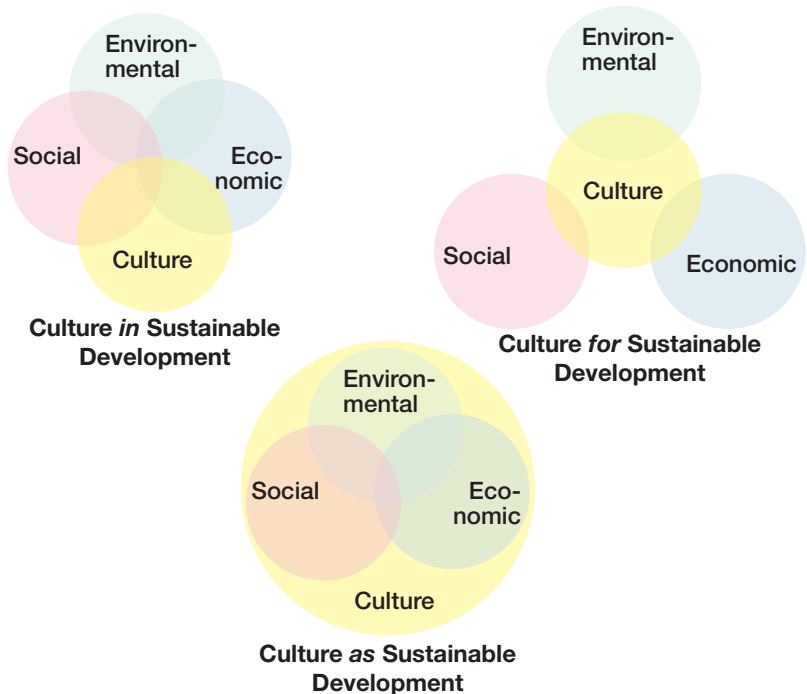 Environ-
mental
Social
Eco-
nomic
Culture
Culture in Sustainable
Development
Environ-
mental
Culture
Social
Economic
Culture for Sustainable
Development
Environ-
mental
Social
Eco-
nomic
Culture
Culture as Sustainable
Development